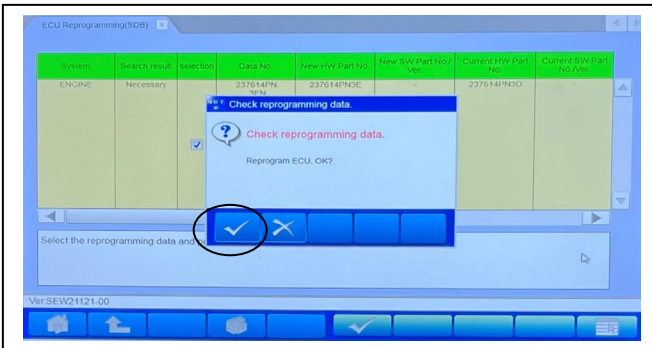 ECU Reprogramming(SDB)
System Search result selection Data No. New HW Part No. New SW Part No./ Ver. Current HW Part No. Current SW Part No./Ver.
ENGINE Necessary 237614PN 3EN 237614PN3E - 237614PN3D
Check reprogramming data.
Check reprogramming data.
Reprogram ECU. OK?
Select the reprogramming data and
Ver.SEW21121-00